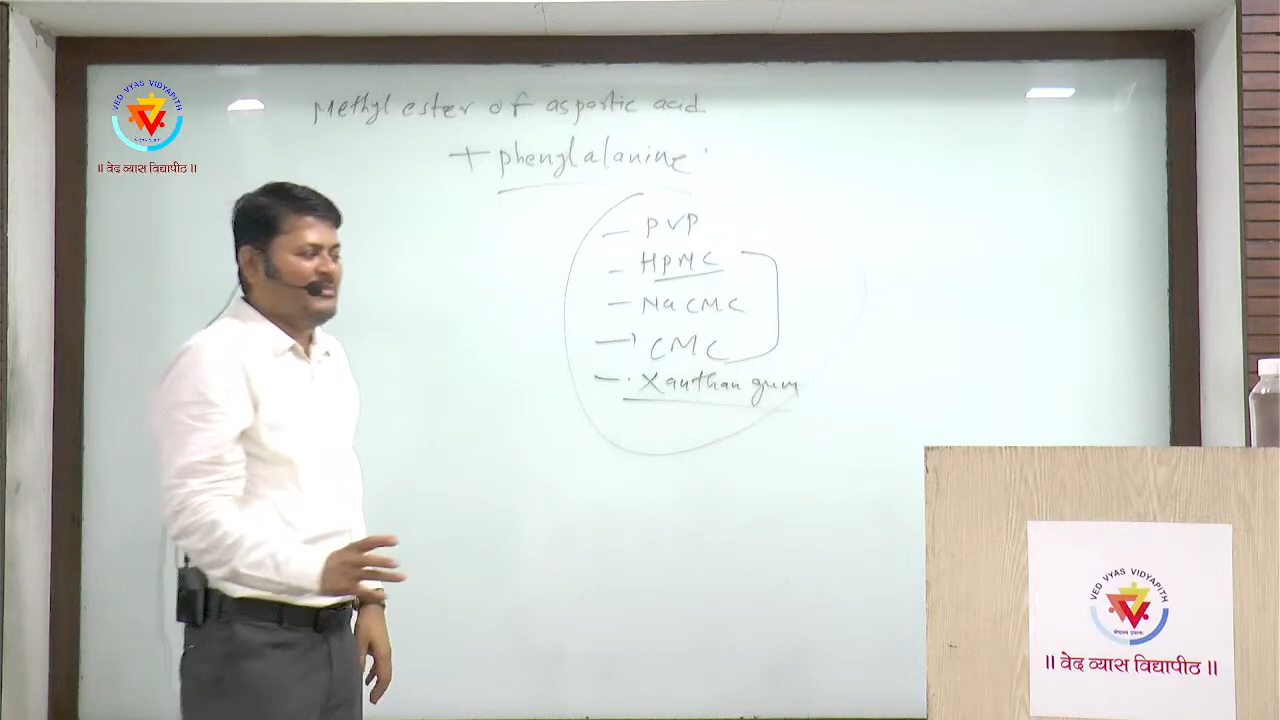 VED VYAS VIDYAPITH
|| वेद व्यास विद्यापीठ ||
Methyl ester of aspartic acid
+ phenylalanine
- PVP
- HPMC
- Na CMC
- CMC
- Xanthan gum
VED VYAS VIDYAPITH
|| वेद व्यास विद्यापीठ ||